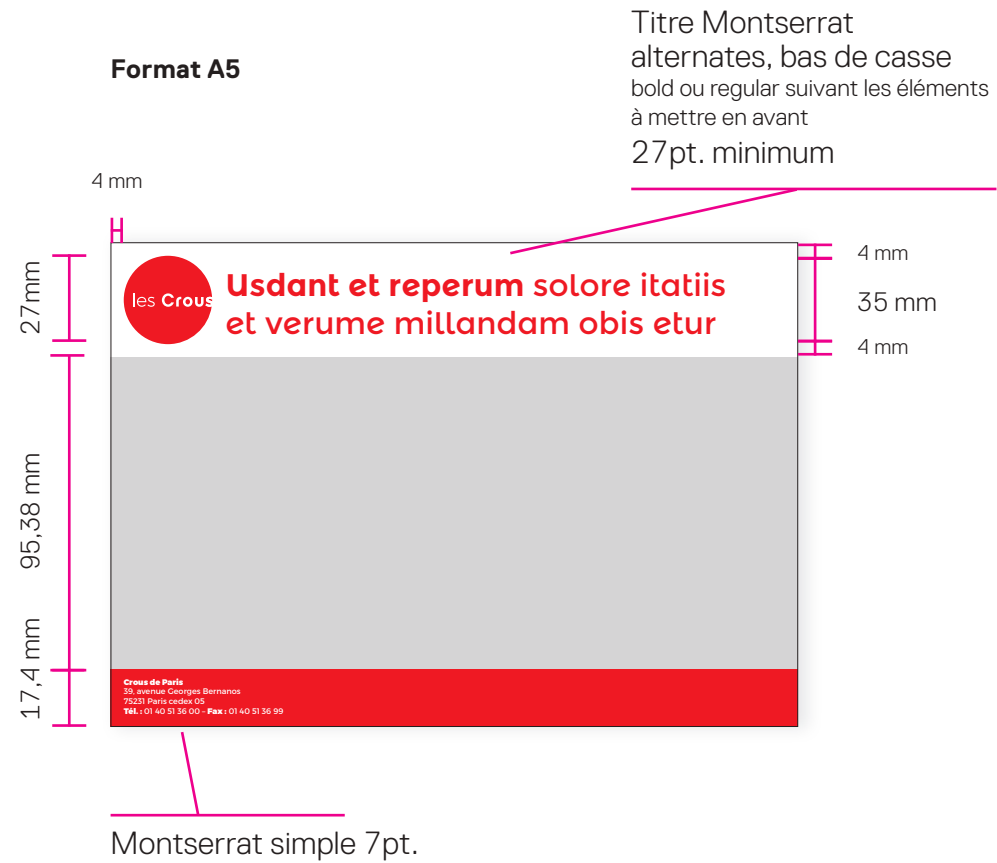 Titre Montserrat
alternates, bas de casse
bold ou regular suivant les éléments
à mettre en avant
27pt. minimum
Format A5
4 mm
27mm
les Crous
Usdant et reperum solore itatiis
et verume millandam obis etur
4 mm
35 mm
4 mm
95,38 mm
17,4 mm
Crous de Paris
39, avenue Georges Bernanos
75231 Paris cedex 05
Tél. : 01 40 51 36 00 - Fax : 01 40 51 36 99
Montserrat simple 7pt.